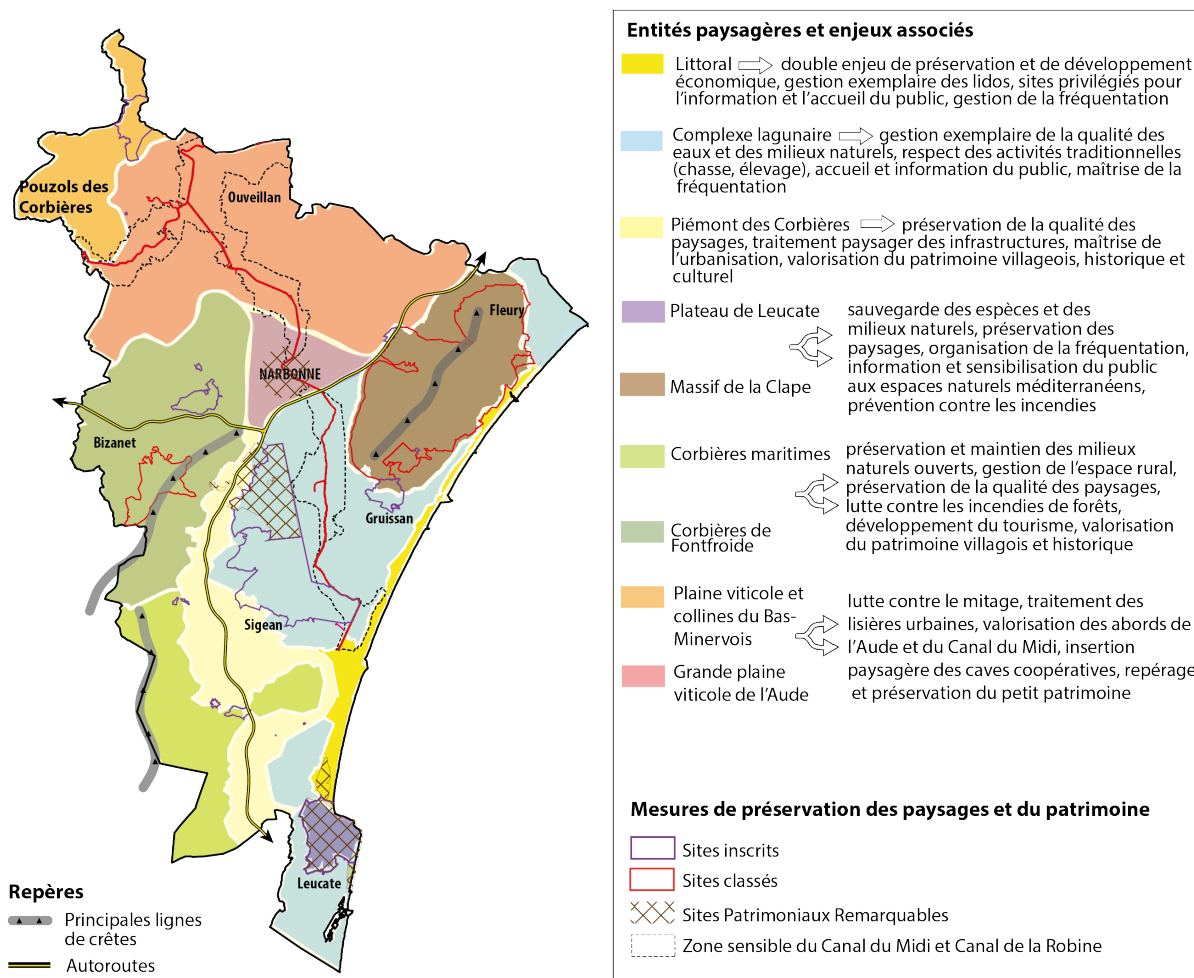 Pouzols des
Corbières
Ouveillan
Fleury
NARBONNE
Bizanet
Gruissan
Sigean
Leucate
Repères
Principales lignes
de crêtes
Autoroutes
Entités paysagères et enjeux associés
Littoral double enjeu de préservation et de développement
économique, gestion exemplaire des lidos, sites privilégiés pour
l'information et l'accueil du public, gestion de la fréquentation
Complexe lagunaire gestion exemplaire de la qualité des
eaux et des milieux naturels, respect des activités traditionnelles
(chasse, élevage), accueil et information du public, maîtrise de la
fréquentation
Piémont des Corbières préservation de la qualité des
paysages, traitement paysager des infrastructures, maîtrise de
l'urbanisation, valorisation du patrimoine villageois, historique et
culturel
Plateau de Leucate
Massif de la Clape
sauvegarde des espèces et des
milieux naturels, préservation des
paysages, organisation de la fréquentation,
information et sensibilisation du public
aux espaces naturels méditerranéens,
prévention contre les incendies
Corbières maritimes
Corbières de
Fontfroide
préservation et maintien des milieux
naturels ouverts, gestion de l'espace rural,
préservation de la qualité des paysages,
lutte contre les incendies de forêts,
développement du tourisme, valorisation
du patrimoine villagois et historique
Plaine viticole et
collines du Bas-
Minervois
Grande plaine
viticole de l'Aude
lutte contre le mitage, traitement des
lisières urbaines, valorisation des abords de
l'Aude et du Canal du Midi, insertion
paysagère des caves coopératives, repérage
et préservation du petit patrimoine
Mesures de préservation des paysages et du patrimoine
Sites inscrits
Sites classés
Sites Patrimoniaux Remarquables
Zone sensible du Canal du Midi et Canal de la Robine